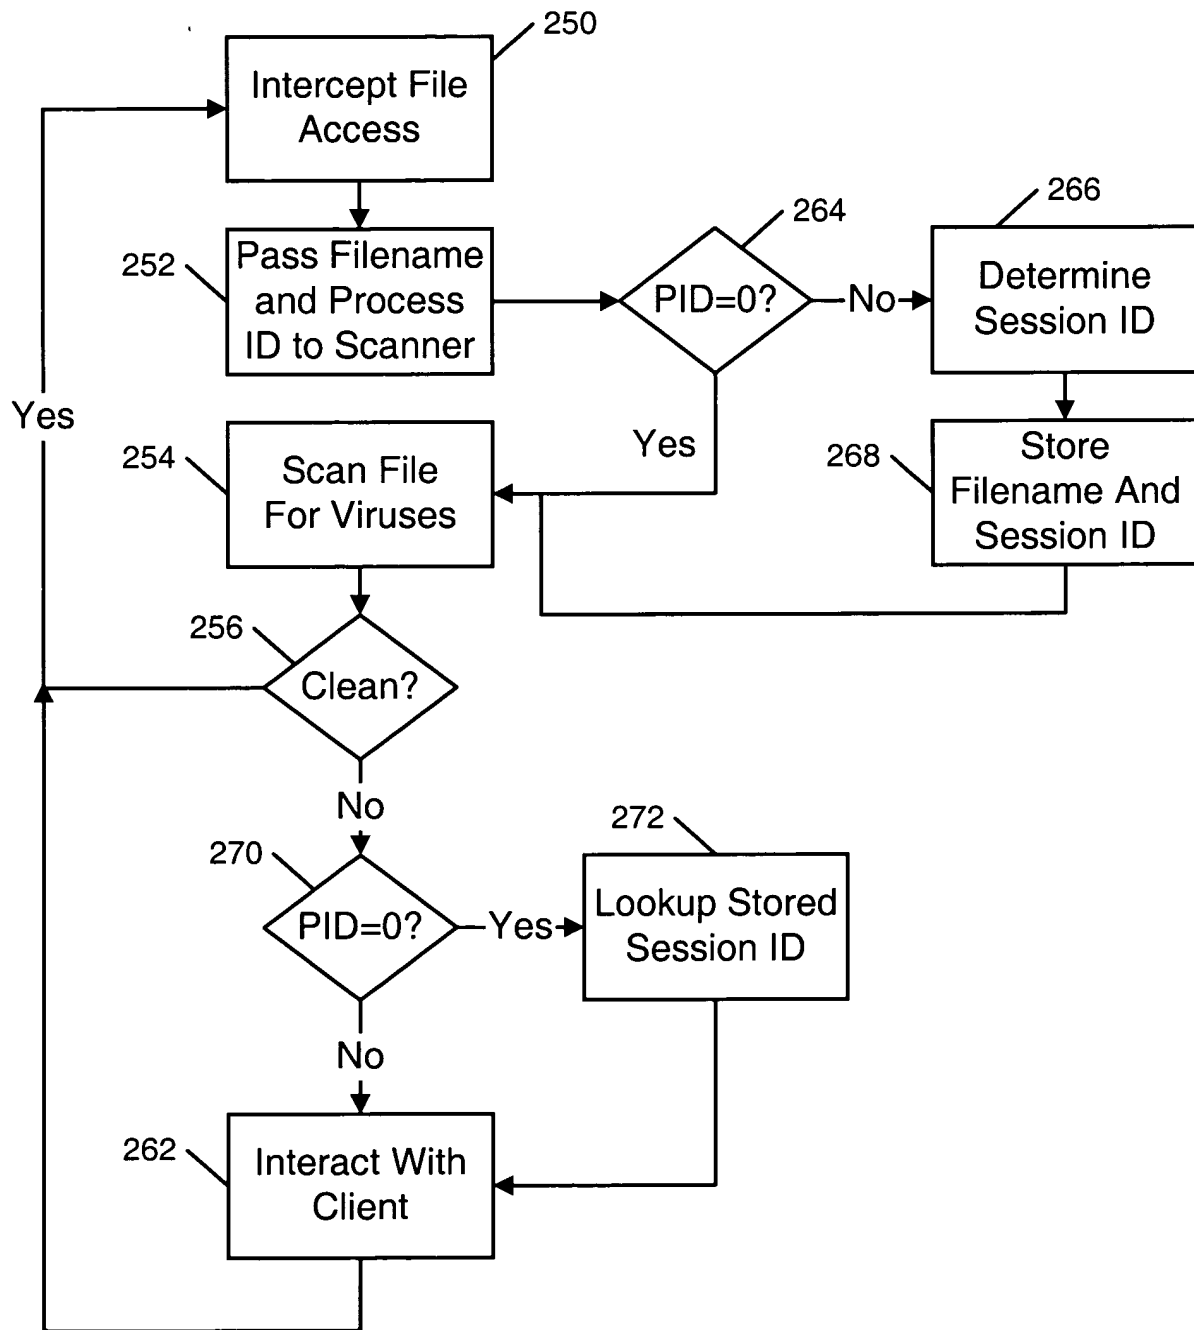 250
Intercept File
Access
264
266
252
Pass Filename
and Process
ID to Scanner
PID=0?
No
Determine
Session ID
Yes
254
Scan File
For Viruses
Yes
268
Store
Filename And
Session ID
256
Clean?
No
270
PID=0?
Yes
272
Lookup Stored
Session ID
No
262
Interact With
Client